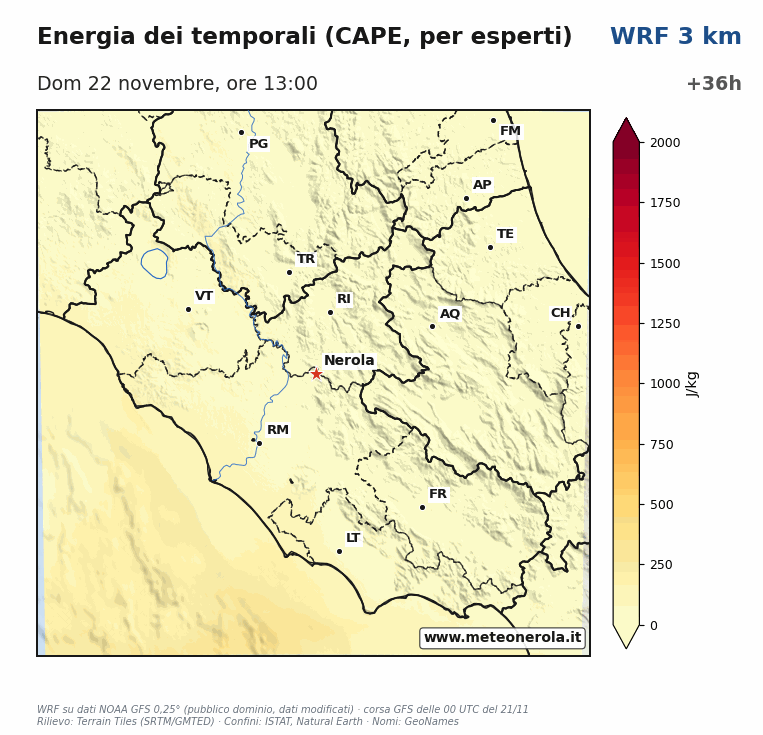 Energia dei temporali (CAPE, per esperti) WRF 3 km
Dom 22 novembre, ore 13:00 +36h
FM
PG
AP
TE
TR
VT
RI
AQ
CH
Nerola
RM
FR
LT
www.meteonerola.it
2000
1750
1500
1250
1000
750
500
250
0
J/kg
WRF su dati NOAA GFS 0,25° (pubblico dominio, dati modificati) · corsa GFS delle 00 UTC del 21/11
Rilievo: Terrain Tiles (SRTM/GMTED) · Confini: ISTAT, Natural Earth · Nomi: GeoNames